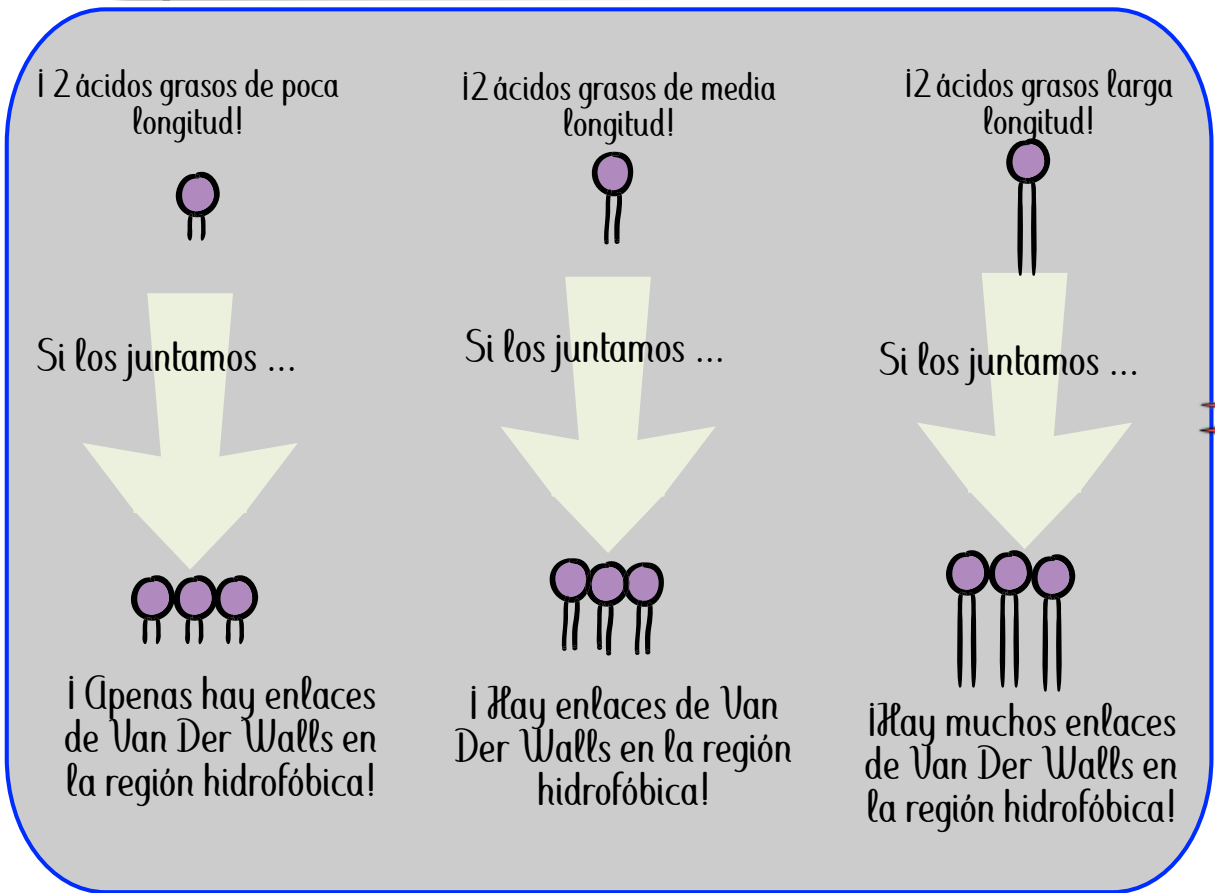 ¡ 2 ácidos grasos de poca
longitud!
¡2 ácidos grasos de media
longitud!
¡2 ácidos grasos larga
longitud!
Si los juntamos ...
Si los juntamos ...
Si los juntamos ...
¡ Apenas hay enlaces
de Van Der Walls en
la región hidrofóbica!
¡ Hay enlaces de Van
Der Walls en la región
hidrofóbica!
¡Hay muchos enlaces
de Van Der Walls en
la región hidrofóbica!